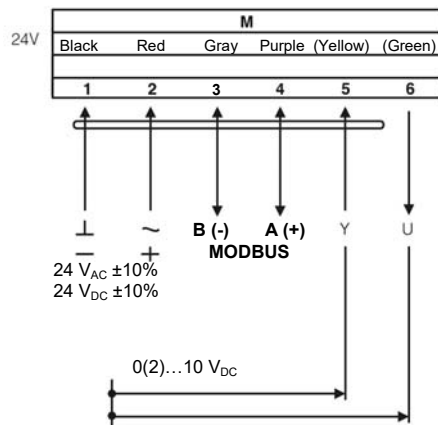 M
24V
Black Red Gray Purple (Yellow) (Green)
1 2 3 4 5 6
⊥ ~ B (-) A (+) Y U
− + MODBUS
24 VAC ±10%
24 VDC ±10%
0(2)…10 VDC